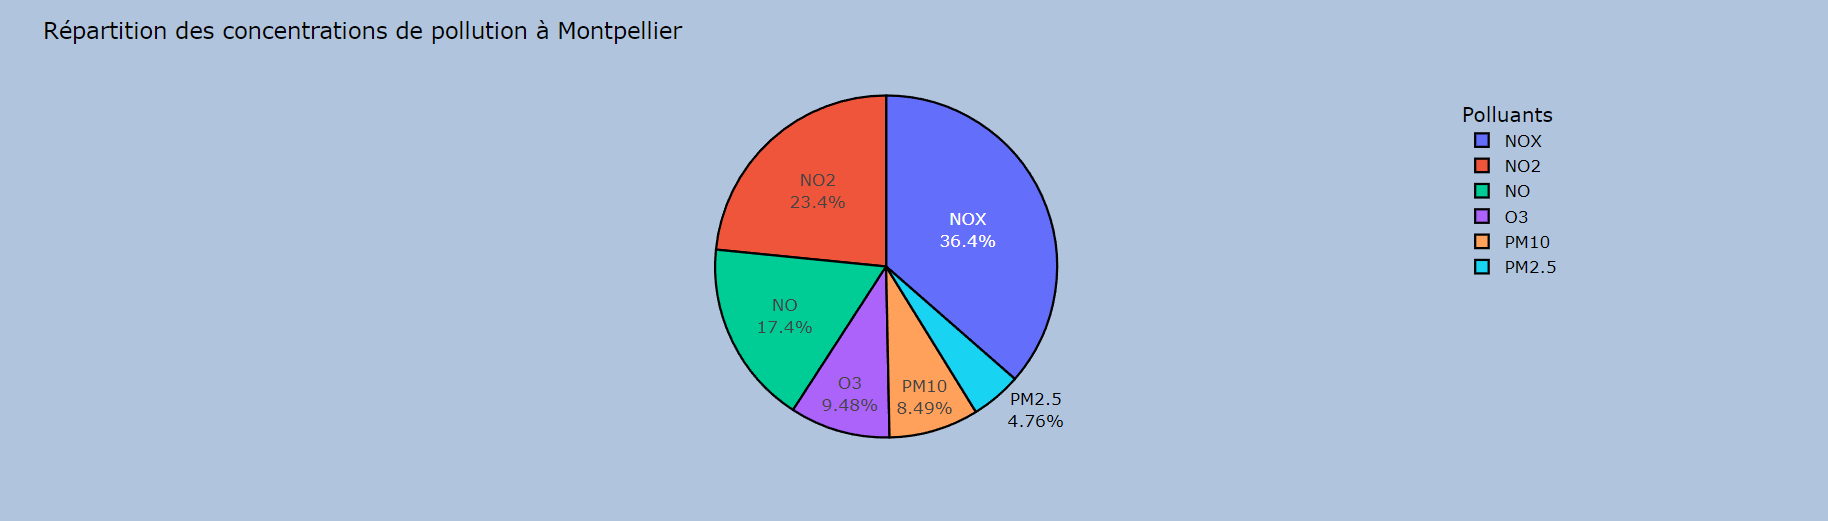 Répartition des concentrations de pollution à Montpellier
NO2
23.4%
NOX
36.4%
NO
17.4%
O3
9.48%
PM10
8.49%
PM2.5
4.76%
Polluants
NOX
NO2
NO
O3
PM10
PM2.5